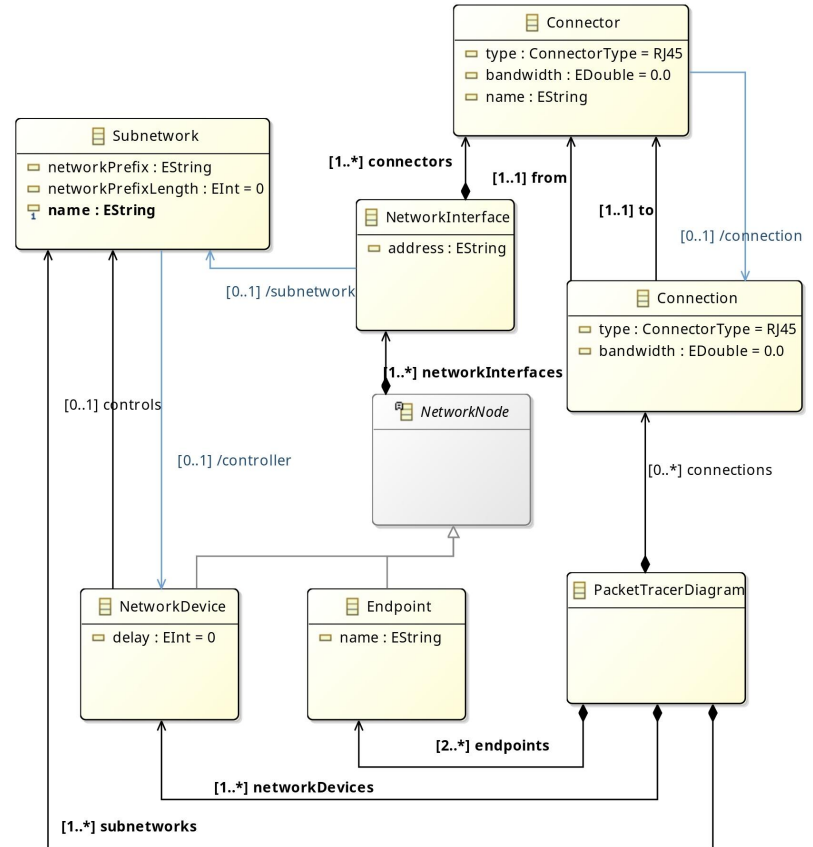 Connector
type : ConnectorType = RJ45
bandwidth : EDouble = 0.0
name : EString
Subnetwork
networkPrefix : EString
networkPrefixLength : EInt = 0
name : EString
[1..*] connectors
[1..1] from
[1..1] to
[0..1] /connection
NetworkInterface
address : EString
[0..1] /subnetwork
Connection
type : ConnectorType = RJ45
bandwidth : EDouble = 0.0
[1..*] networkInterfaces
NetworkNode
[0..1] controls
[0..1] /controller
[0..*] connections
NetworkDevice
delay : EInt = 0
Endpoint
name : EString
PacketTracerDiagram
[2..*] endpoints
[1..*] networkDevices
[1..*] subnetworks